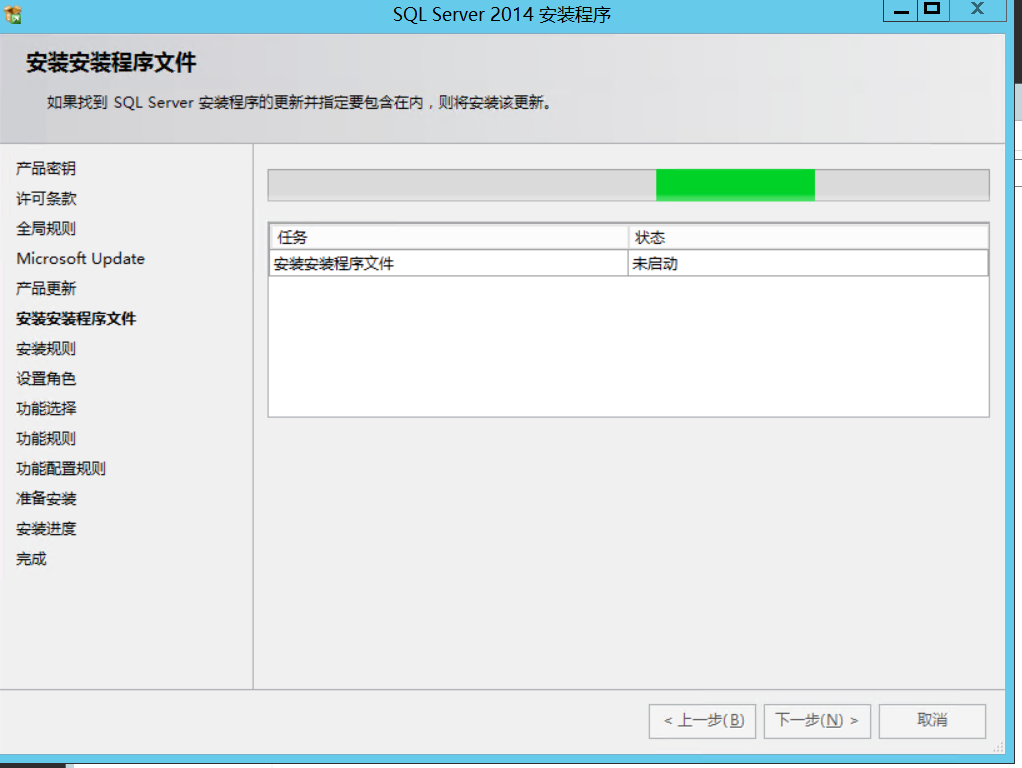 SQL Server 2014 安装程序
安装安装程序文件
如果找到 SQL Server 安装程序的更新并指定要包含在内，则将安装该更新。
产品密钥
许可条款
全局规则
Microsoft Update
产品更新
安装安装程序文件
安装规则
设置角色
功能选择
功能规则
功能配置规则
准备安装
安装进度
完成
任务 状态
安装安装程序文件 未启动
< 上一步(B) 下一步(N) > 取消